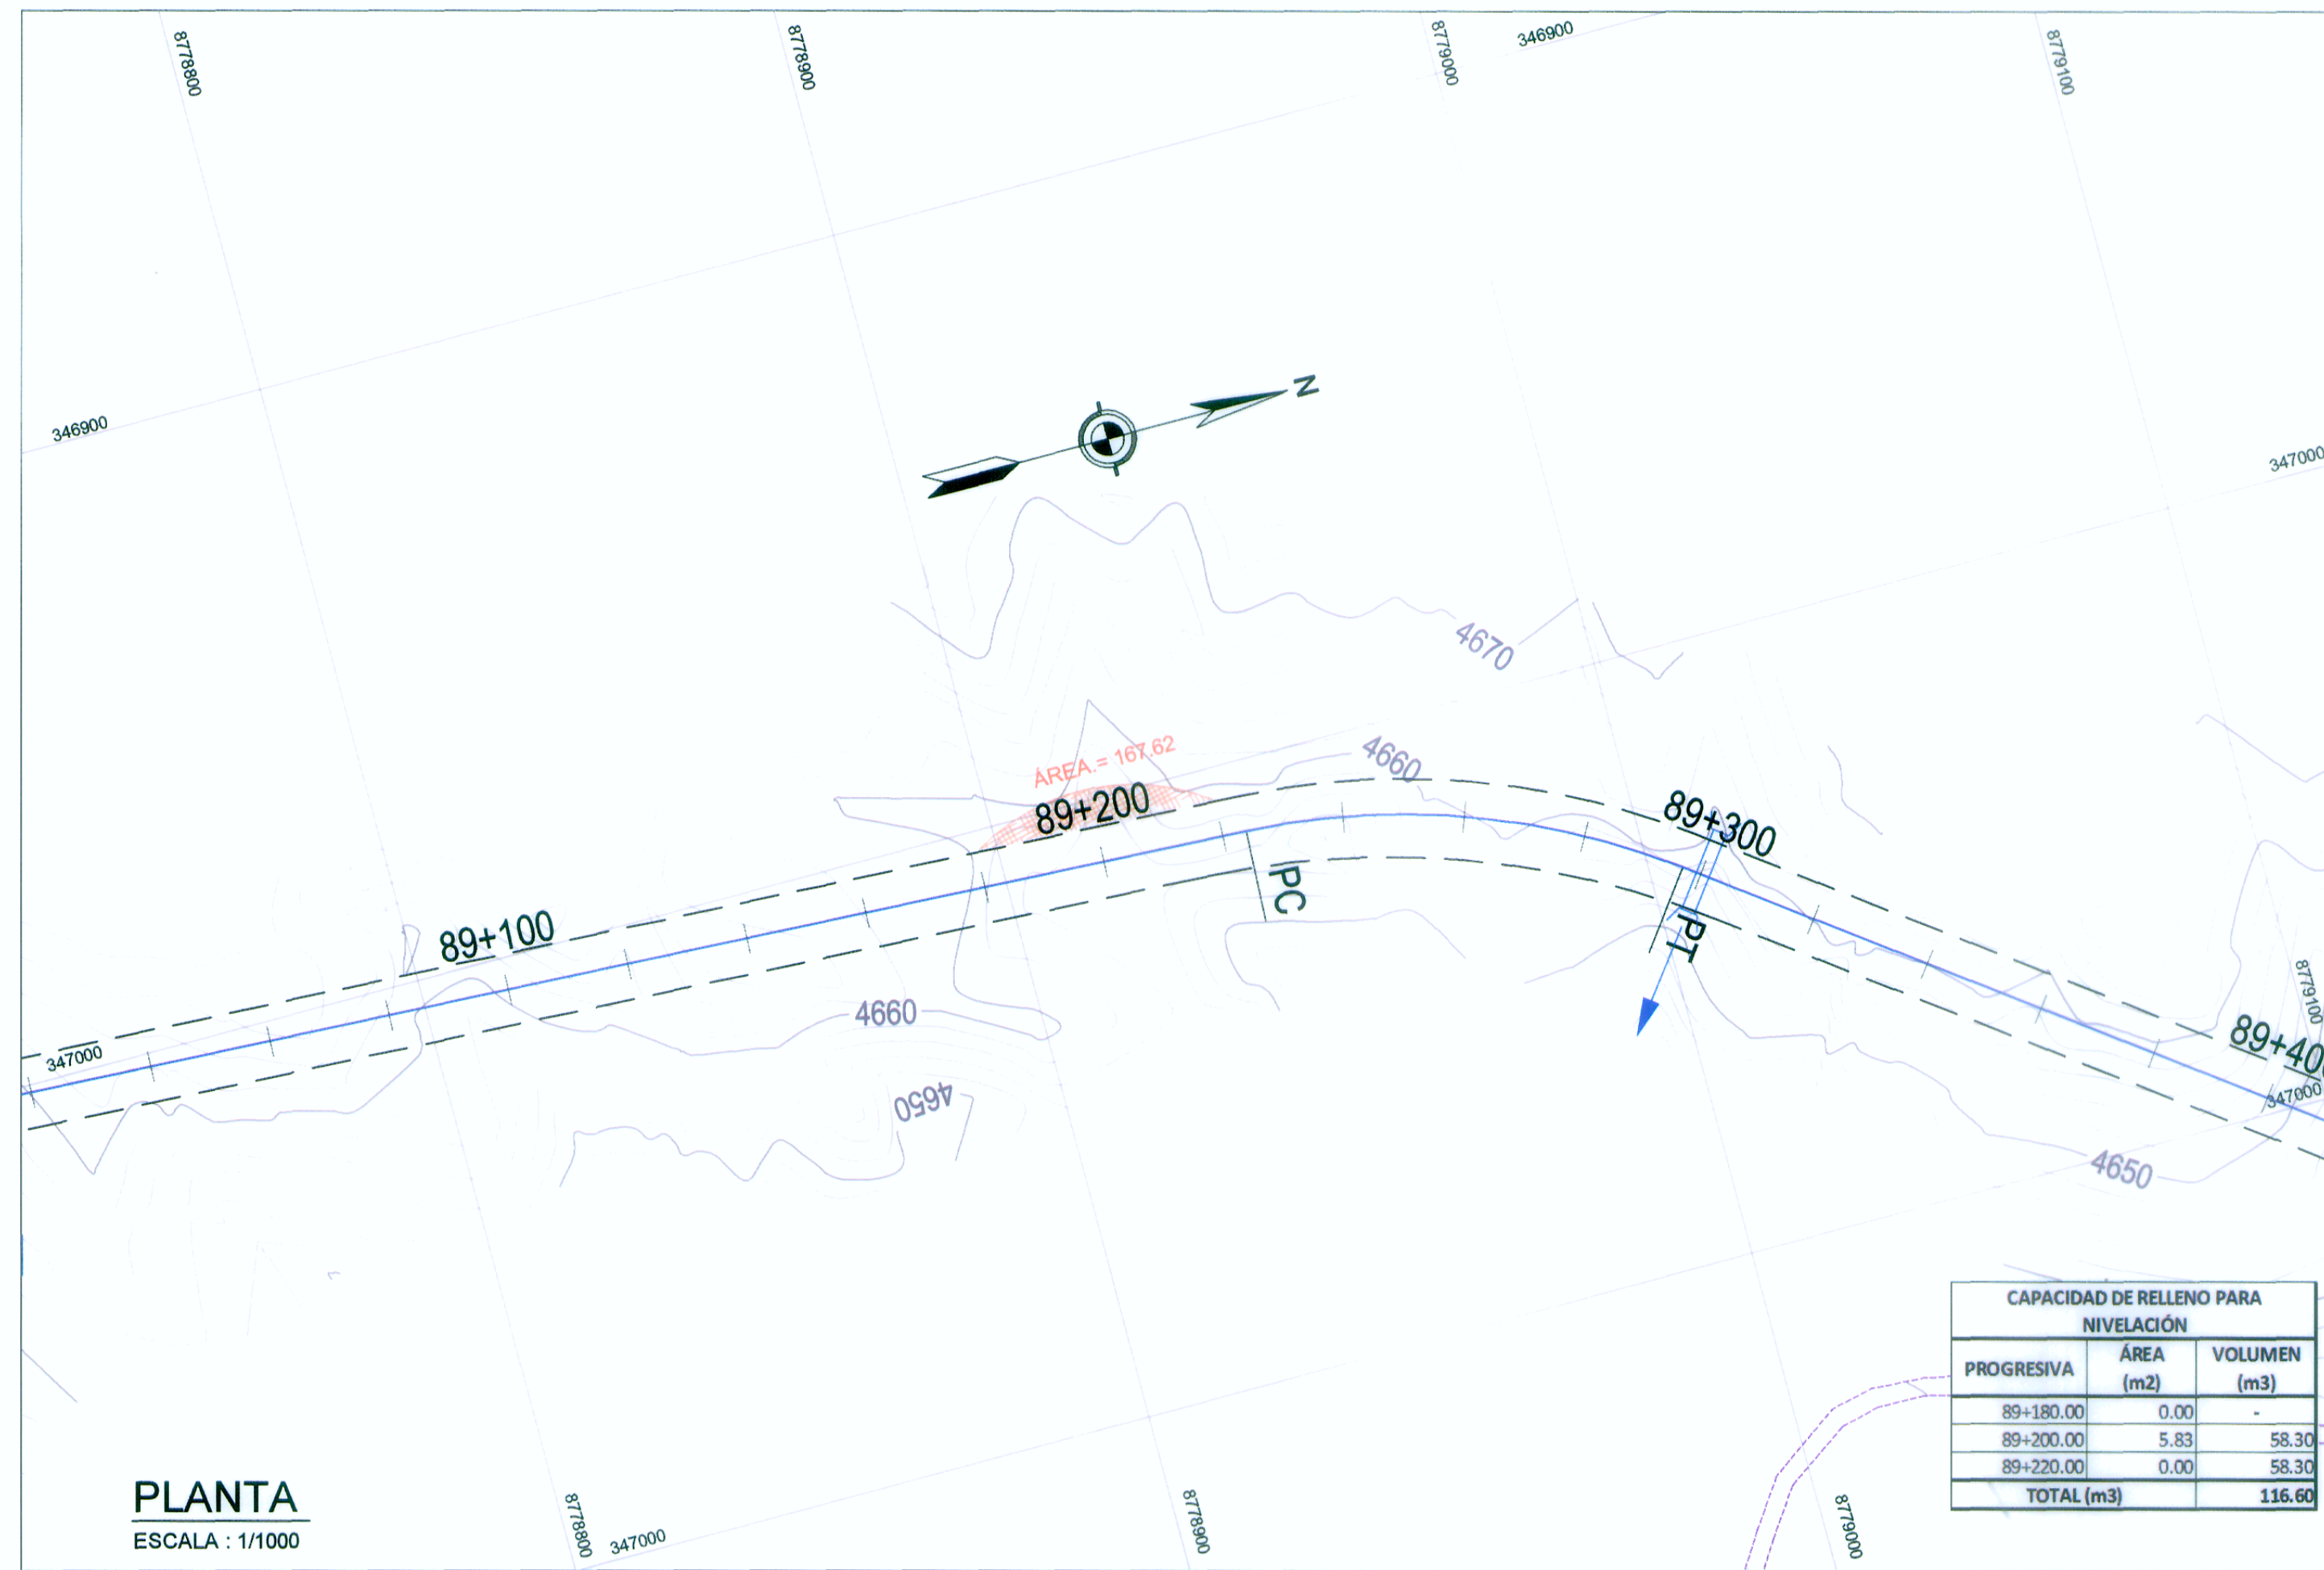 8778800
8778900
8779000
346900
8779100
346900
N
347000
4670
ÁREA.= 167.62
4660
89+200
89+300
PC
89+100
PT
4660
347000
4650
8779100
89+40
347000
4650
CAPACIDAD DE RELLENO PARA
NIVELACIÓN
PROGRESIVA ÁREA (m2) VOLUMEN (m3)
89+180.00 0.00 -
89+200.00 5.83 58.30
89+220.00 0.00 58.30
TOTAL (m3) 116.60
PLANTA
ESCALA : 1/1000
8778800
347000
8778900
8779000